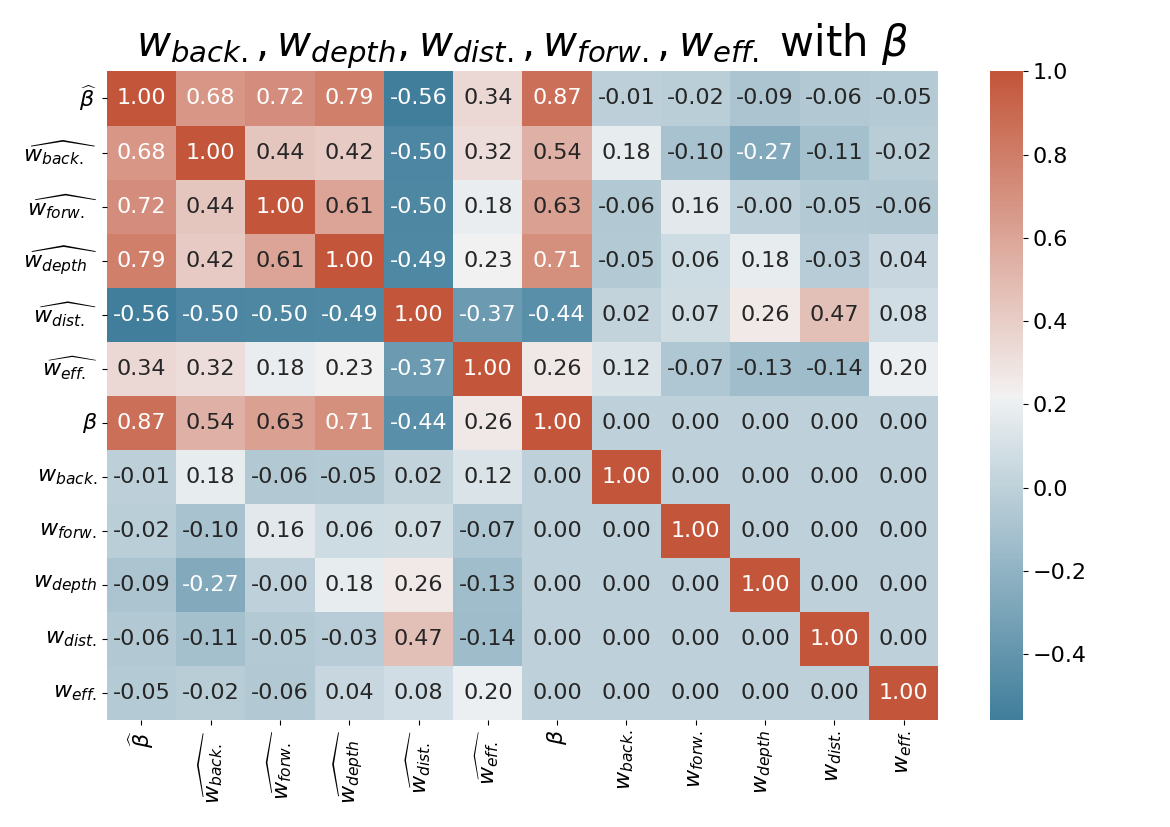 w_back., w_depth, w_dist., w_forw., w_eff. with β
β̂ 1.00 0.68 0.72 0.79 -0.56 0.34 0.87 -0.01 -0.02 -0.09 -0.06 -0.05
ŵ_back. 0.68 1.00 0.44 0.42 -0.50 0.32 0.54 0.18 -0.10 -0.27 -0.11 -0.02
ŵ_forw. 0.72 0.44 1.00 0.61 -0.50 0.18 0.63 -0.06 0.16 -0.00 -0.05 -0.06
ŵ_depth 0.79 0.42 0.61 1.00 -0.49 0.23 0.71 -0.05 0.06 0.18 -0.03 0.04
ŵ_dist. -0.56 -0.50 -0.50 -0.49 1.00 -0.37 -0.44 0.02 0.07 0.26 0.47 0.08
ŵ_eff. 0.34 0.32 0.18 0.23 -0.37 1.00 0.26 0.12 -0.07 -0.13 -0.14 0.20
β 0.87 0.54 0.63 0.71 -0.44 0.26 1.00 0.00 0.00 0.00 0.00 0.00
w_back. -0.01 0.18 -0.06 -0.05 0.02 0.12 0.00 1.00 0.00 0.00 0.00 0.00
w_forw. -0.02 -0.10 0.16 0.06 0.07 -0.07 0.00 0.00 1.00 0.00 0.00 0.00
w_depth -0.09 -0.27 -0.00 0.18 0.26 -0.13 0.00 0.00 0.00 1.00 0.00 0.00
w_dist. -0.06 -0.11 -0.05 -0.03 0.47 -0.14 0.00 0.00 0.00 0.00 1.00 0.00
w_eff. -0.05 -0.02 -0.06 0.04 0.08 0.20 0.00 0.00 0.00 0.00 0.00 1.00
β̂ ŵ_back. ŵ_forw. ŵ_depth ŵ_dist. ŵ_eff. β w_back. w_forw. w_depth w_dist. w_eff.
1.0
0.8
0.6
0.4
0.2
0.0
−0.2
−0.4